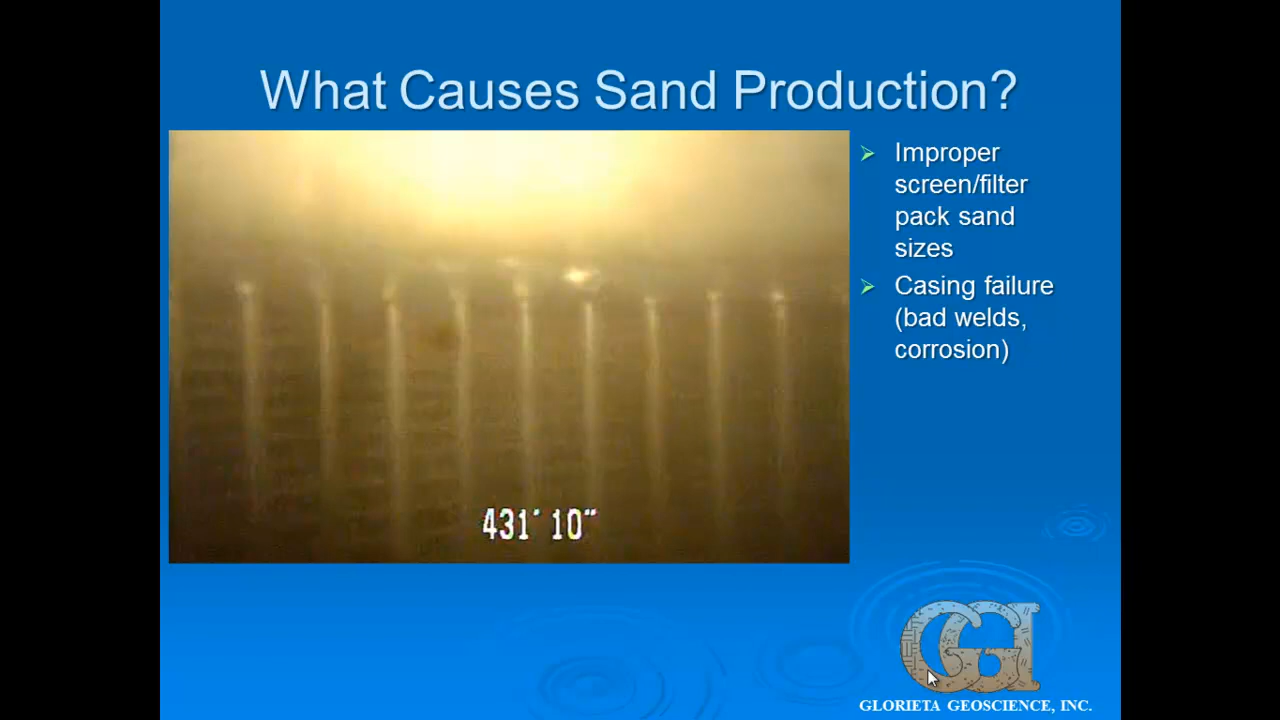 What Causes Sand Production?
Improper
screen/filter
pack sand
sizes
Casing failure
(bad welds,
corrosion)
431' 10"
GGI
GLORIETA GEOSCIENCE, INC.